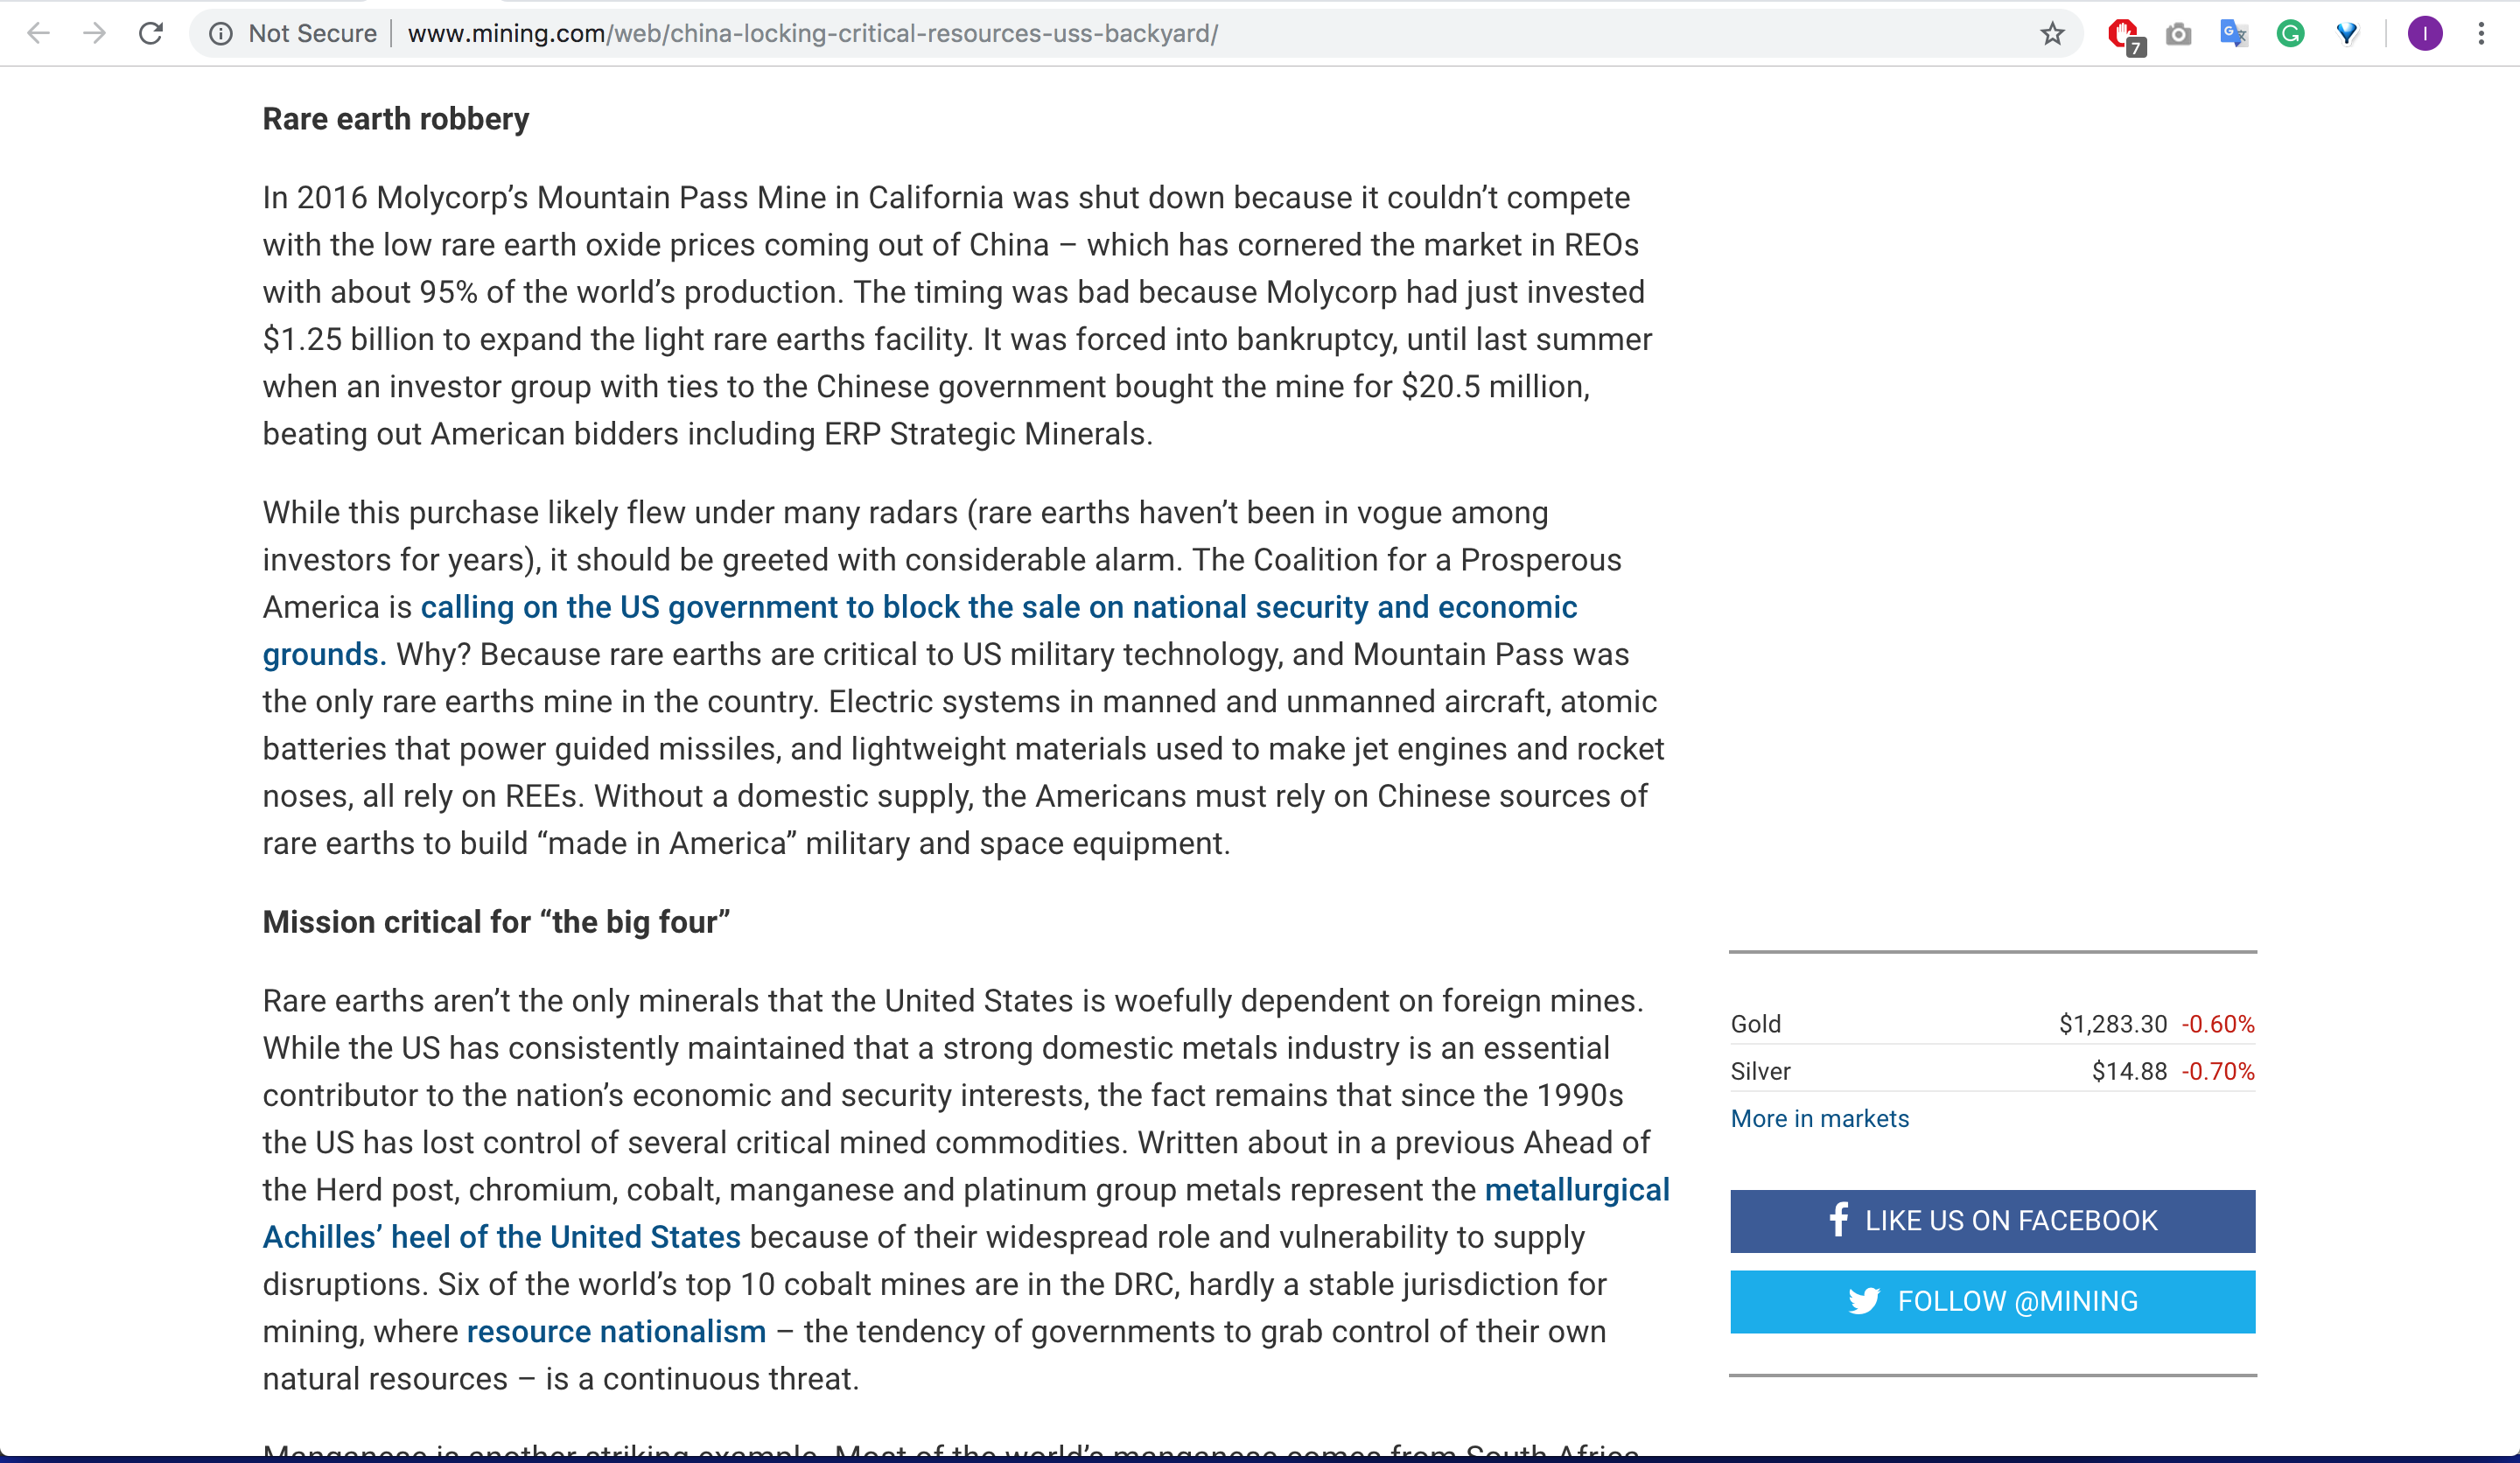 Not Secure www.mining.com/web/china-locking-critical-resources-uss-backyard/
7
I
Rare earth robbery
In 2016 Molycorp’s Mountain Pass Mine in California was shut down because it couldn’t compete
with the low rare earth oxide prices coming out of China – which has cornered the market in REOs
with about 95% of the world’s production. The timing was bad because Molycorp had just invested
$1.25 billion to expand the light rare earths facility. It was forced into bankruptcy, until last summer
when an investor group with ties to the Chinese government bought the mine for $20.5 million,
beating out American bidders including ERP Strategic Minerals.
While this purchase likely flew under many radars (rare earths haven’t been in vogue among
investors for years), it should be greeted with considerable alarm. The Coalition for a Prosperous
America is calling on the US government to block the sale on national security and economic
grounds. Why? Because rare earths are critical to US military technology, and Mountain Pass was
the only rare earths mine in the country. Electric systems in manned and unmanned aircraft, atomic
batteries that power guided missiles, and lightweight materials used to make jet engines and rocket
noses, all rely on REEs. Without a domestic supply, the Americans must rely on Chinese sources of
rare earths to build “made in America” military and space equipment.
Mission critical for “the big four”
Rare earths aren’t the only minerals that the United States is woefully dependent on foreign mines.
While the US has consistently maintained that a strong domestic metals industry is an essential
contributor to the nation’s economic and security interests, the fact remains that since the 1990s
the US has lost control of several critical mined commodities. Written about in a previous Ahead of
the Herd post, chromium, cobalt, manganese and platinum group metals represent the metallurgical
Achilles’ heel of the United States because of their widespread role and vulnerability to supply
disruptions. Six of the world’s top 10 cobalt mines are in the DRC, hardly a stable jurisdiction for
mining, where resource nationalism – the tendency of governments to grab control of their own
natural resources – is a continuous threat.
Manganese is another striking example. Most of the world’s manganese comes from South Africa
Gold $1,283.30 -0.60%
Silver $14.88 -0.70%
More in markets
LIKE US ON FACEBOOK
FOLLOW @MINING